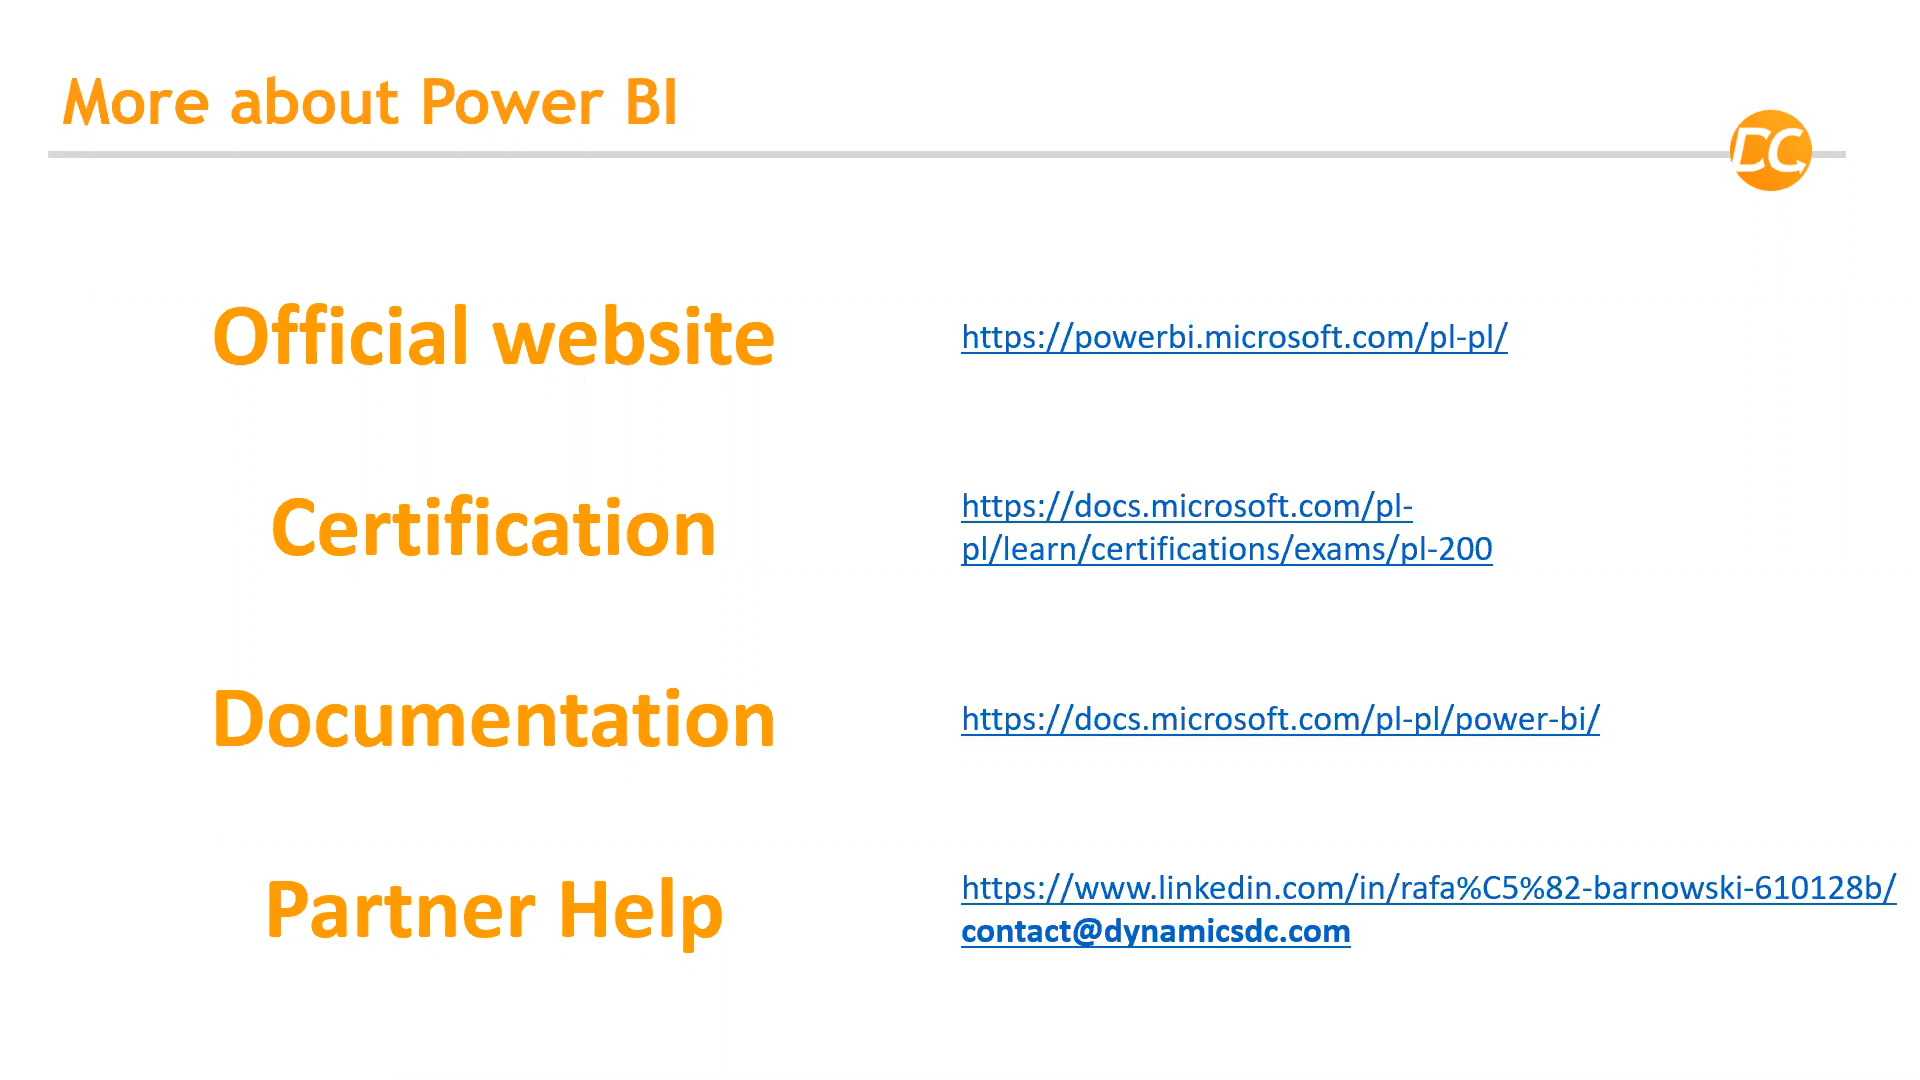 More about Power BI
DC
Official website
https://powerbi.microsoft.com/pl-pl/
Certification
https://docs.microsoft.com/pl-
pl/learn/certifications/exams/pl-200
Documentation
https://docs.microsoft.com/pl-pl/power-bi/
Partner Help
https://www.linkedin.com/in/rafa%C5%82-barnowski-610128b/
contact@dynamicsdc.com